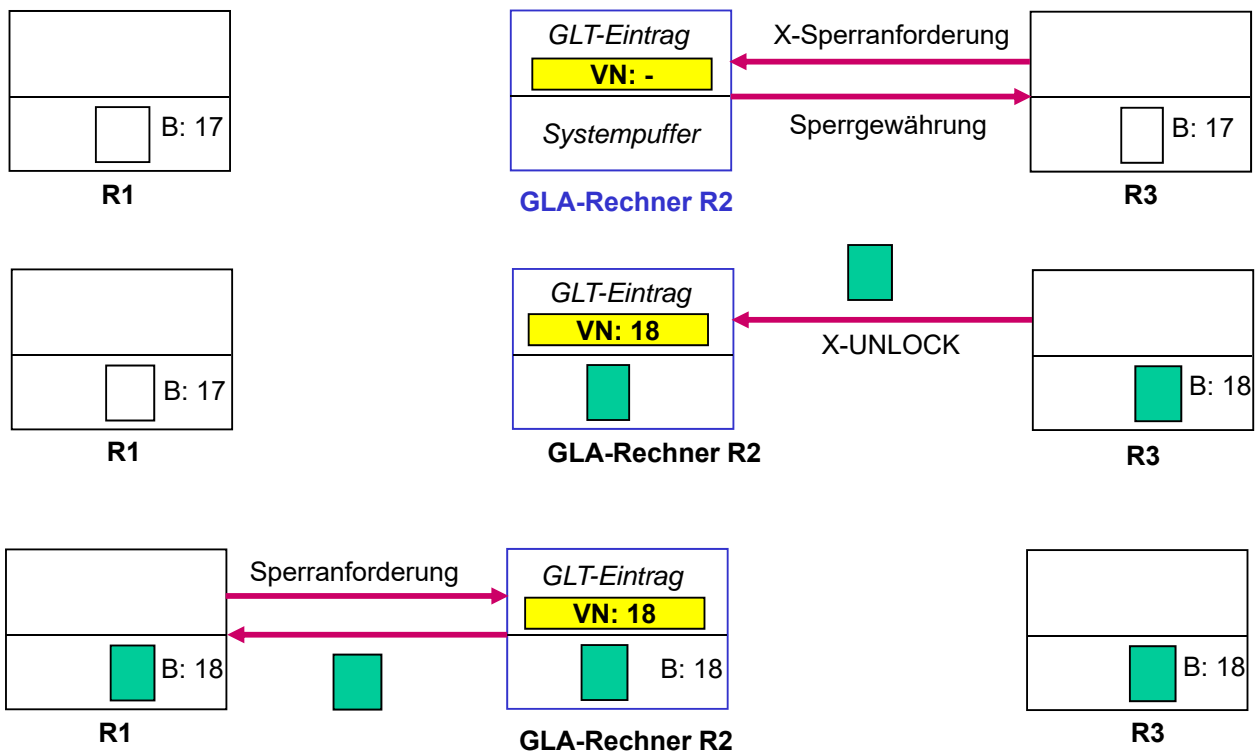 GLT-Eintrag
X-Sperranforderung
VN: -
B: 17
Systempuffer
Sperrgewährung
B: 17
R1
GLA-Rechner R2
R3
GLT-Eintrag
VN: 18
X-UNLOCK
B: 17
B: 18
R1
GLA-Rechner R2
R3
Sperranforderung
GLT-Eintrag
VN: 18
B: 18
B: 18
B: 18
R1
GLA-Rechner R2
R3